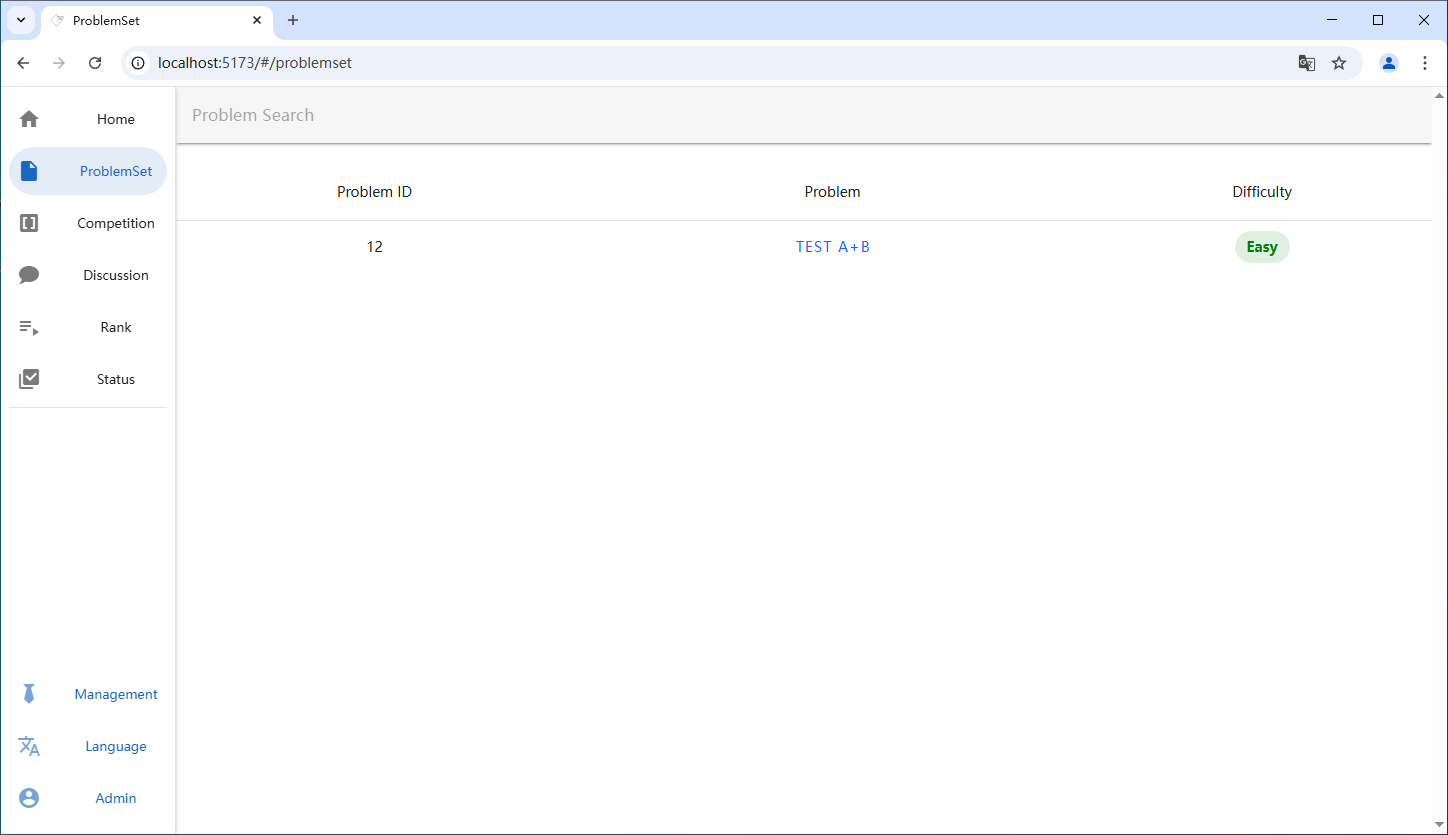 ProblemSet
localhost:5173/#/problemset
Home
ProblemSet
Competition
Discussion
Rank
Status
Management
Language
Admin
Problem Search
Problem ID Problem Difficulty
12 TEST A+B Easy